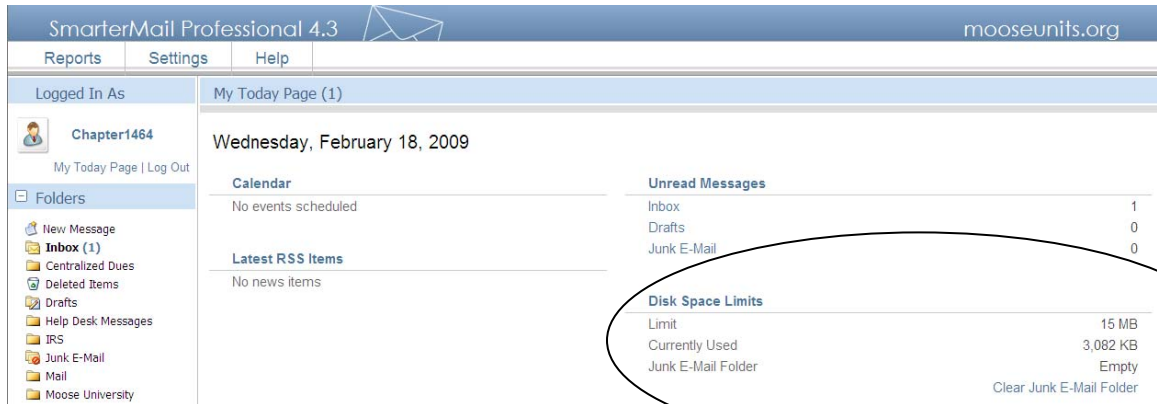 SmarterMail Professional 4.3
mooseunits.org
Reports Settings Help
Logged In As
Chapter1464
My Today Page | Log Out
Folders
New Message
Inbox (1)
Centralized Dues
Deleted Items
Drafts
Help Desk Messages
IRS
Junk E-Mail
Mail
Moose University
My Today Page (1)
Wednesday, February 18, 2009
Calendar
No events scheduled
Latest RSS Items
No news items
Unread Messages
Inbox 1
Drafts 0
Junk E-Mail 0
Disk Space Limits
Limit 15 MB
Currently Used 3,082 KB
Junk E-Mail Folder Empty
Clear Junk E-Mail Folder